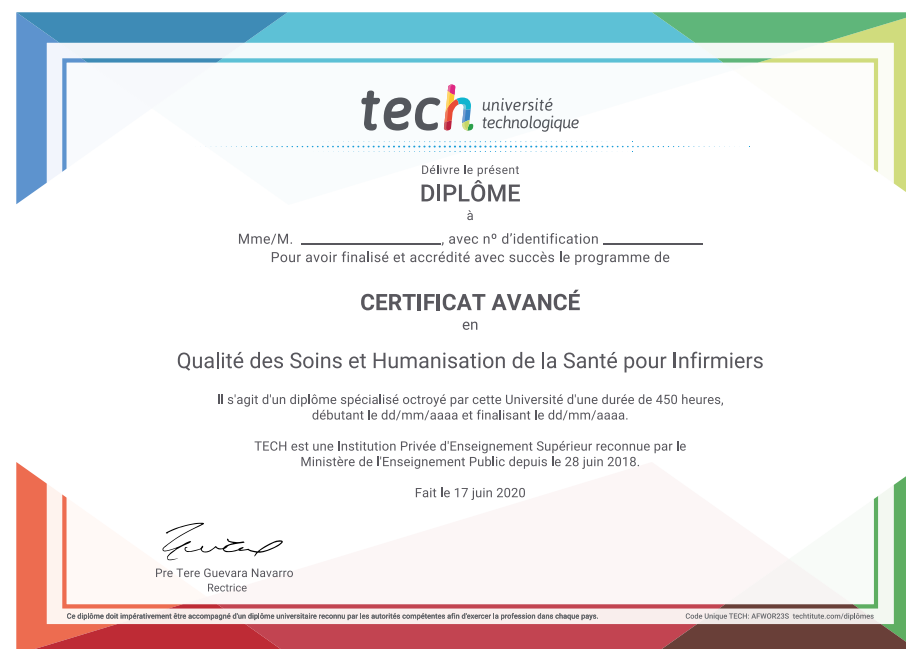 tech université
technologique
Délivre le présent
DIPLÔME
à
Mme/M. ____________________, avec nº d'identification ______________
Pour avoir finalisé et accrédité avec succès le programme de
CERTIFICAT AVANCÉ
en
Qualité des Soins et Humanisation de la Santé pour Infirmiers
Il s'agit d'un diplôme spécialisé octroyé par cette Université d'une durée de 450 heures,
débutant le dd/mm/aaaa et finalisant le dd/mm/aaaa.
TECH est une Institution Privée d'Enseignement Supérieur reconnue par le
Ministère de l'Enseignement Public depuis le 28 juin 2018.
Fait le 17 juin 2020
Pre Tere Guevara Navarro
Rectrice
Ce diplôme doit impérativement être accompagné d'un diplôme universitaire reconnu par les autorités compétentes afin d'exercer la profession dans chaque pays.
Code Unique TECH: AFWOR23S techtitute.com/diplômes